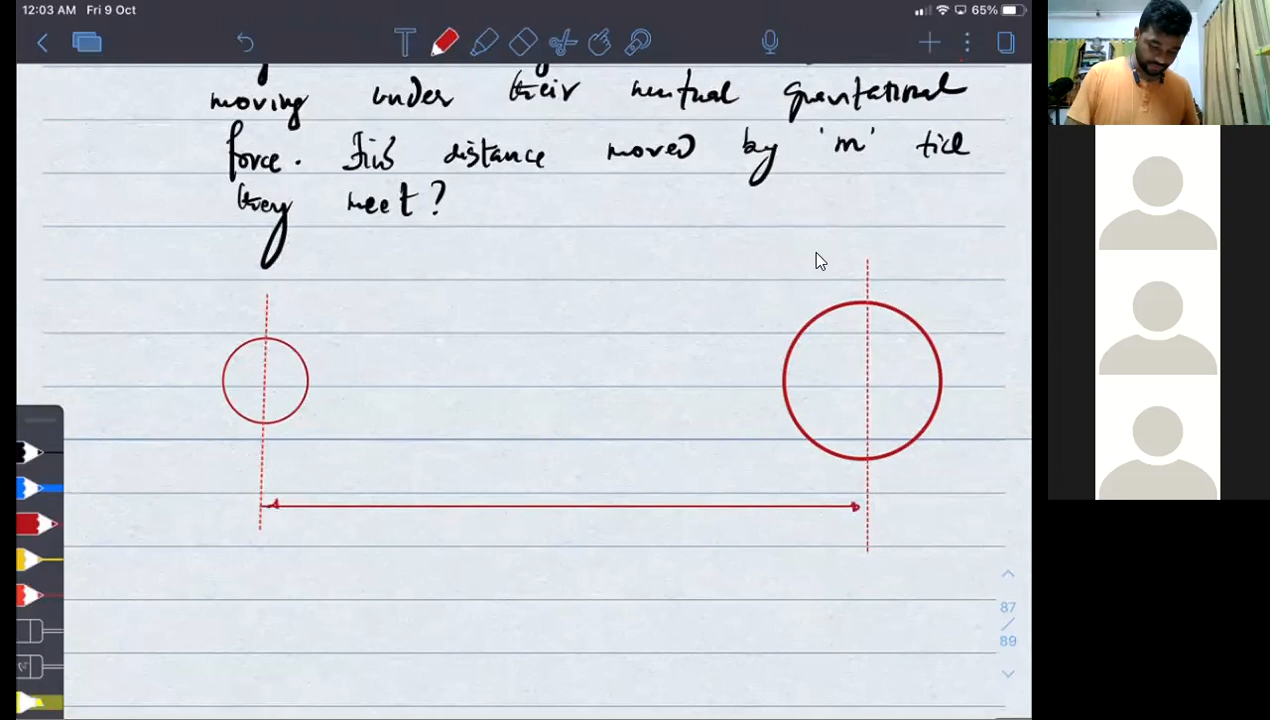 12:03 AM Fri 9 Oct
65%
T
moving under their mutual gravitational
force. Find distance moved by 'm' till
they meet?
87
/
89